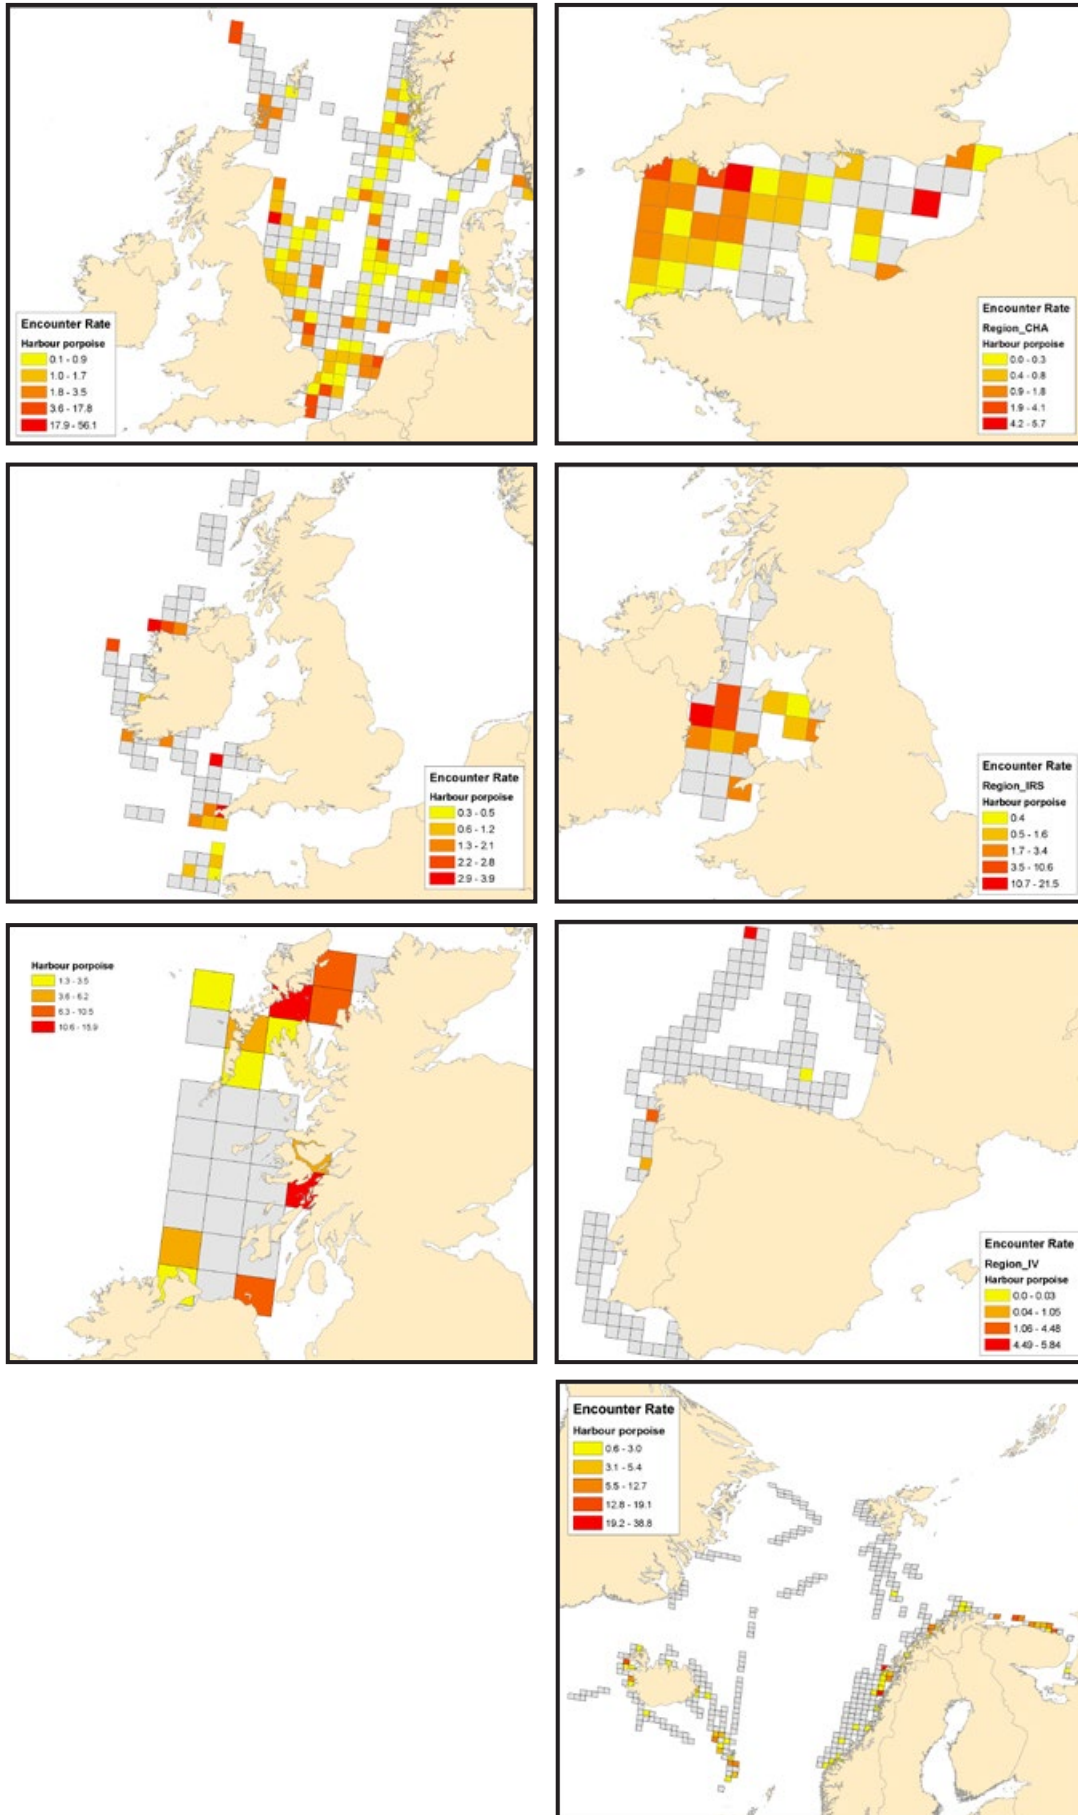 Encounter Rate
Harbour porpoise
0.1 - 0.9
1.0 - 1.7
1.8 - 3.5
3.6 - 17.8
17.9 - 56.1
Encounter Rate
Region_CHA
Harbour porpoise
0.0 - 0.3
0.4 - 0.8
0.9 - 1.8
1.9 - 4.1
4.2 - 5.7
Encounter Rate
Harbour porpoise
0.3 - 0.5
0.6 - 1.2
1.3 - 2.1
2.2 - 2.8
2.9 - 3.9
Encounter Rate
Region_IRS
Harbour porpoise
0.4
0.5 - 1.6
1.7 - 3.4
3.5 - 10.6
10.7 - 21.5
Harbour porpoise
1.3 - 3.5
3.6 - 6.2
6.3 - 10.5
10.6 - 15.9
Encounter Rate
Region_IV
Harbour porpoise
0.0 - 0.03
0.04 - 1.05
1.06 - 4.48
4.49 - 5.84
Encounter Rate
Harbour porpoise
0.6 - 3.0
3.1 - 5.4
5.5 - 12.7
12.8 - 19.1
19.2 - 38.8